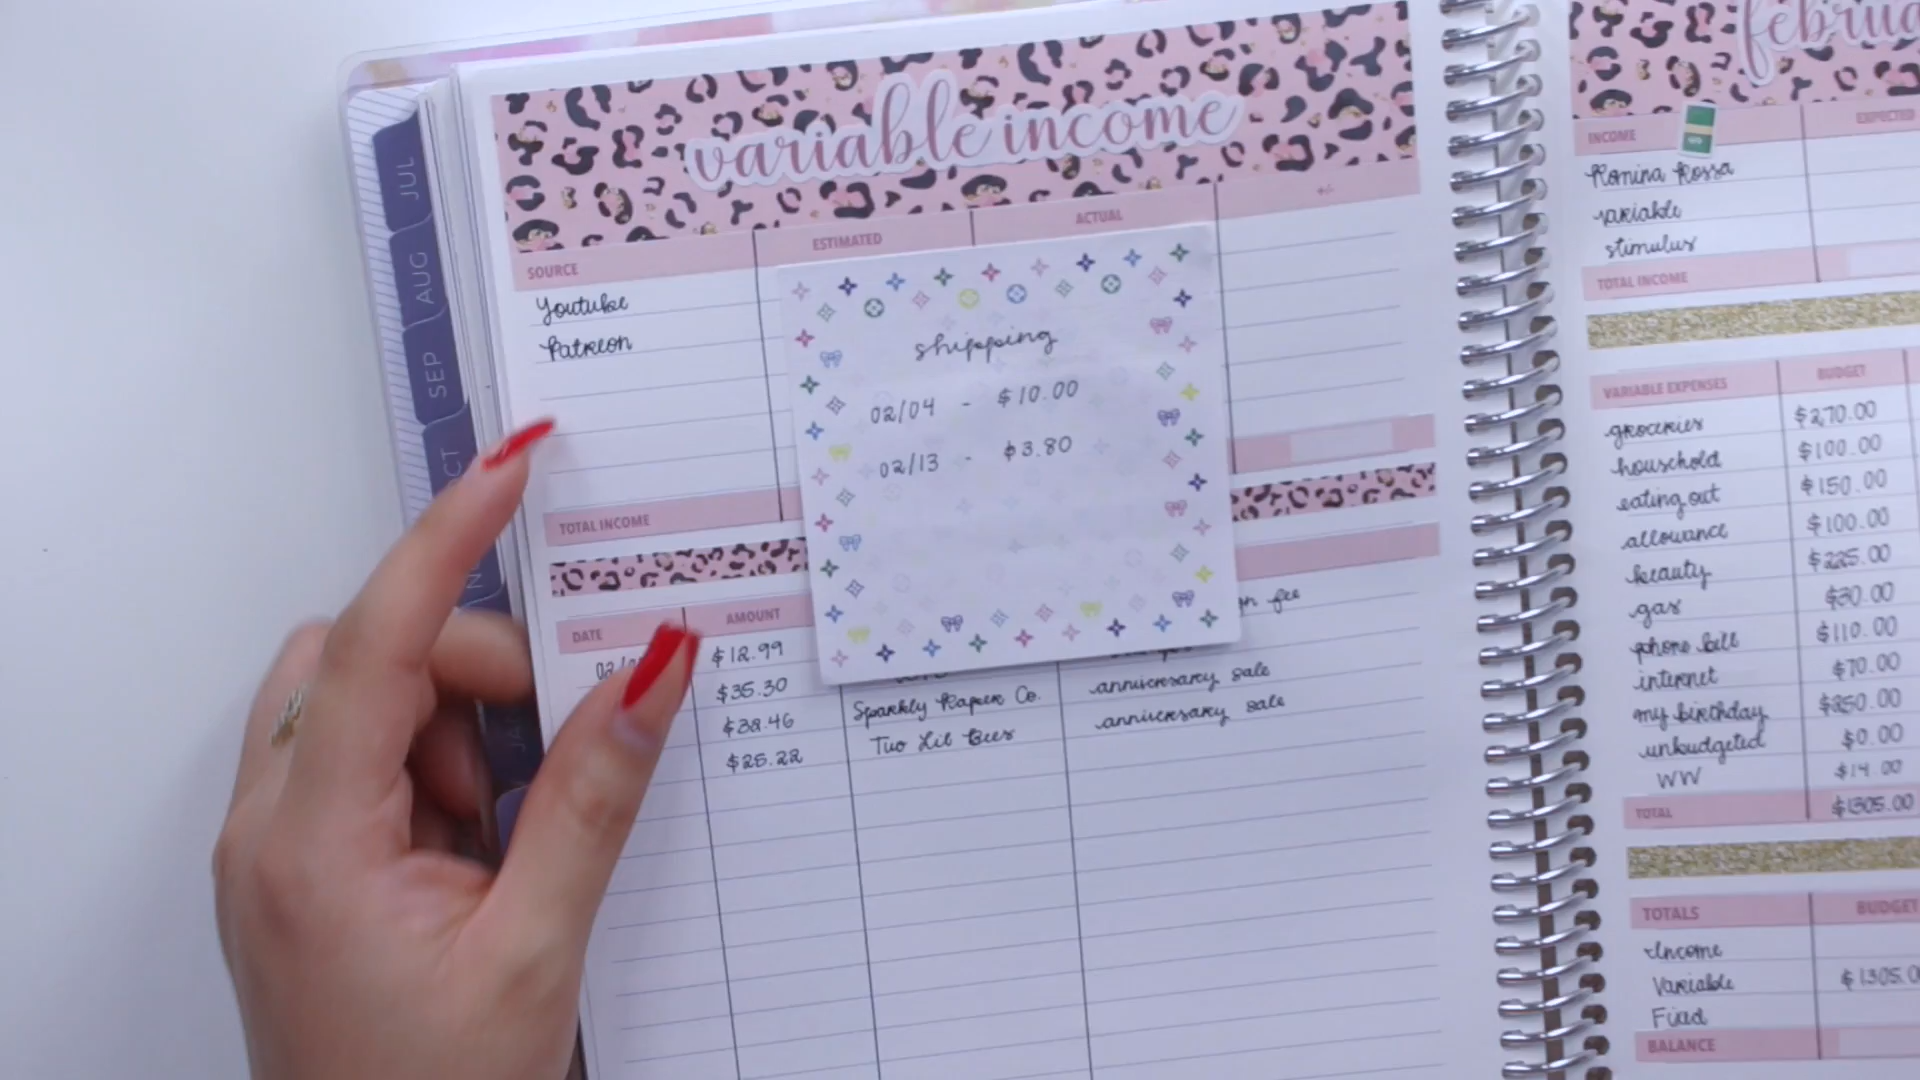 variable income
SOURCE
ESTIMATED
ACTUAL
+/-
Youtube
Patreon
TOTAL INCOME
shipping
02/04 - $10.00
02/13 - $3.80
DATE
AMOUNT
$12.99
fee
$35.30
Sparkly Paper Co.
anniversary sale
$38.46
Two Lil Bees
anniversary sale
$25.22
JUL
AUG
SEP
INCOME
EXPECTED
Romina Rossa
variable
stimulus
TOTAL INCOME
VARIABLE EXPENSES
BUDGET
groceries $270.00
household $100.00
eating out $150.00
allowance $100.00
beauty $225.00
gas $30.00
phone bill $110.00
internet $70.00
my birthday $250.00
unbudgeted $0.00
WW $14.00
TOTAL $1305.00
TOTALS
BUDGET
Income
Variable $1305.00
Fixed
BALANCE